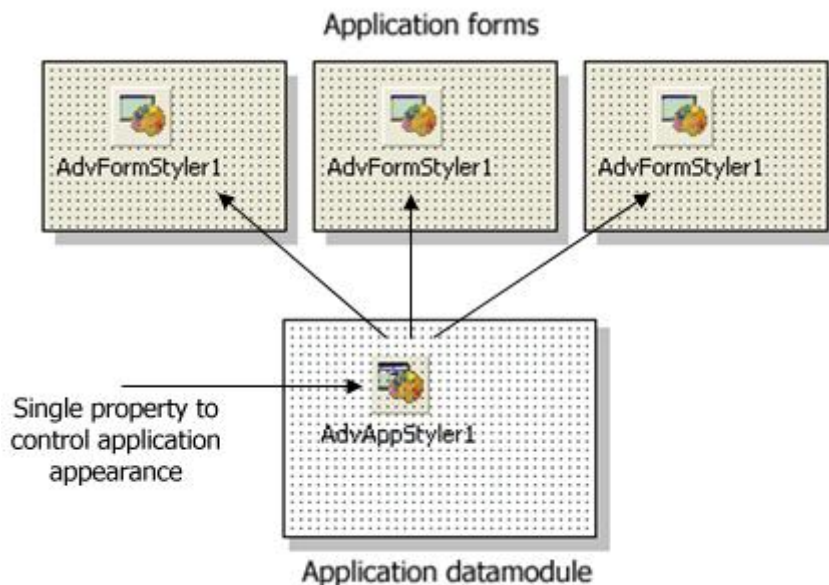 Application forms
AdvFormStyler1
AdvFormStyler1
AdvFormStyler1
AdvAppStyler1
Single property to
control application
appearance
Application datamodule